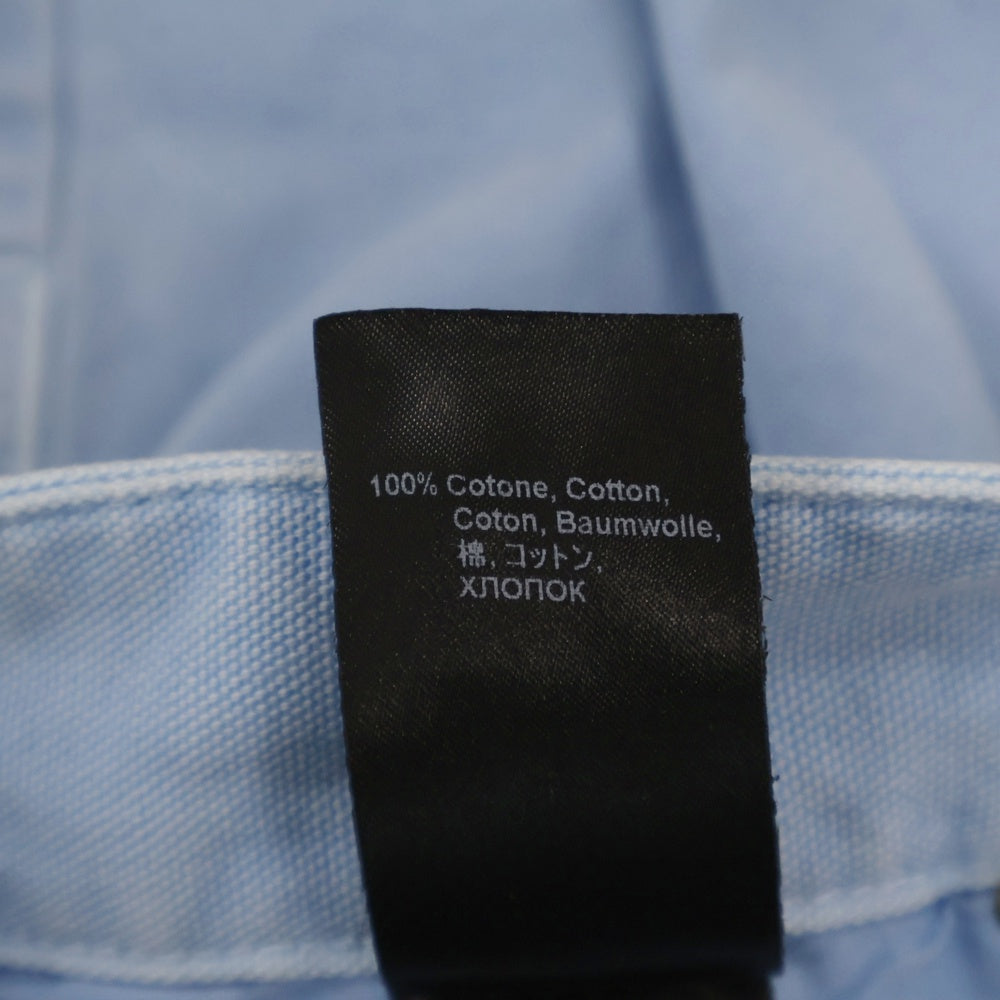 100% Cotone, Cotton,
Coton, Baumwolle,
棉, コットン,
ХЛОПОК